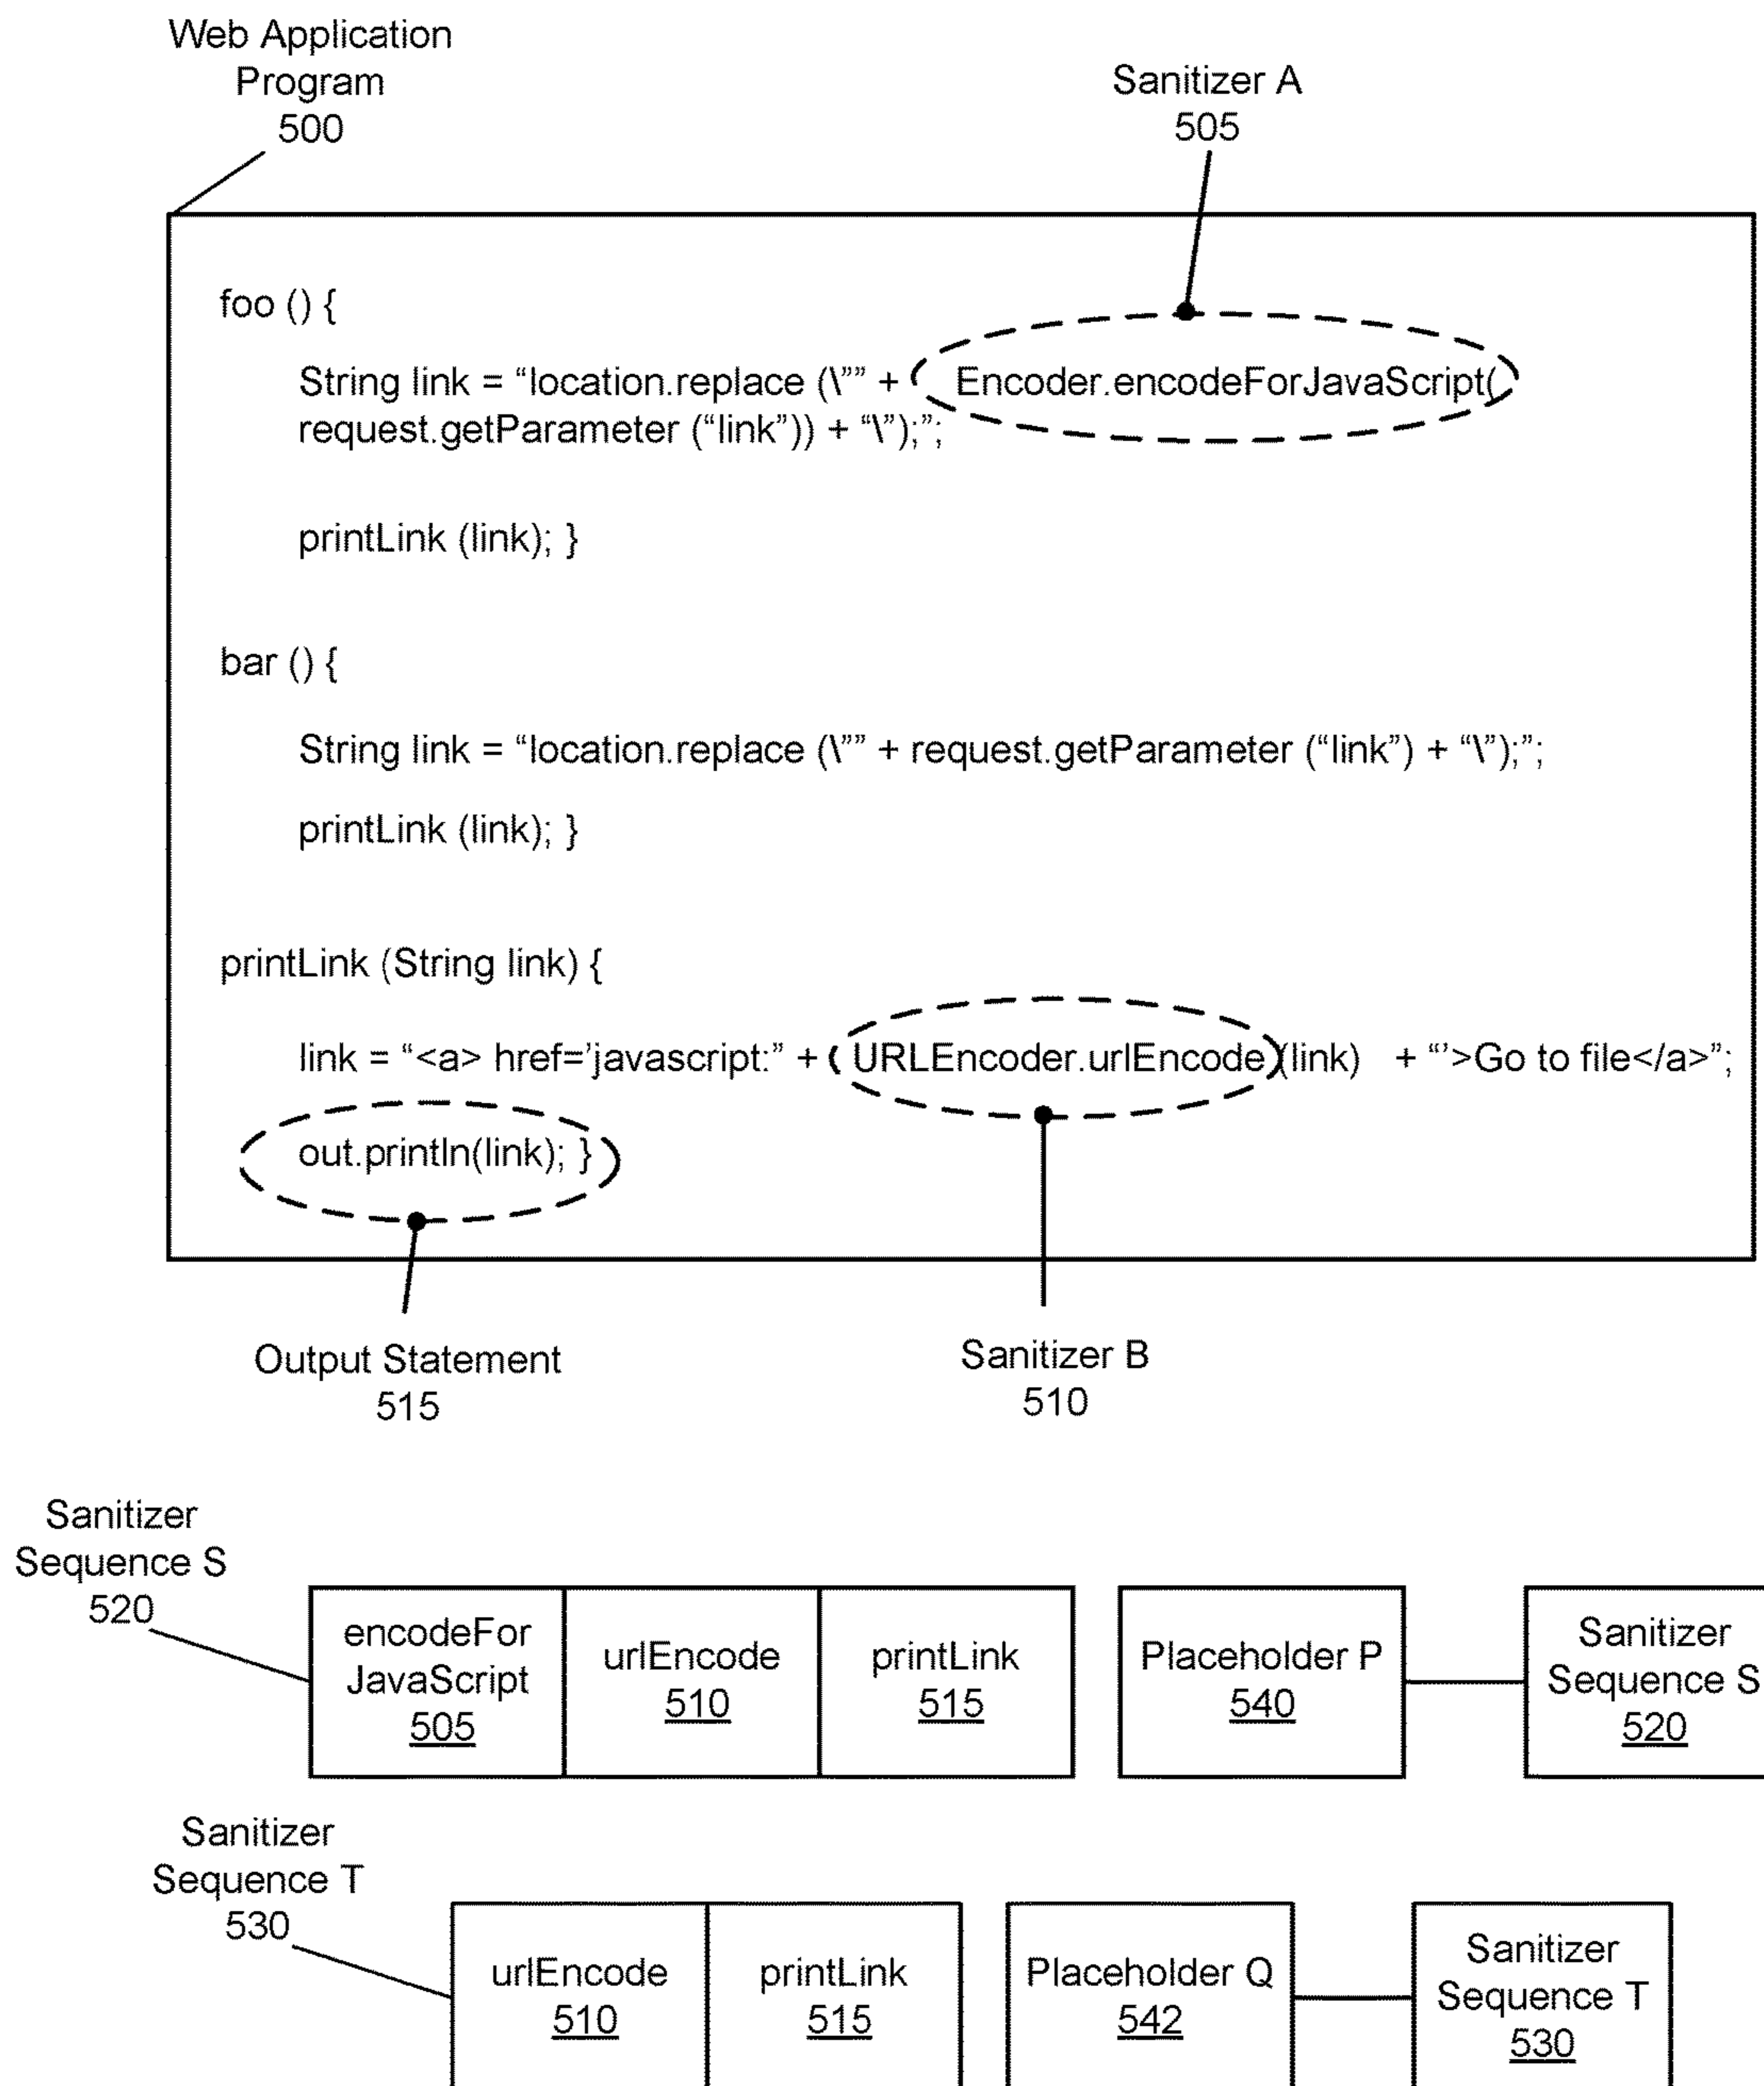 Web Application
Program
500
Sanitizer A
505
foo () {
String link = “location.replace (\”” + Encoder.encodeForJavaScript(
request.getParameter (“link”)) + “\”);”;
printLink (link); }
bar () {
String link = “location.replace (\”” + request.getParameter (“link”) + “\”);”;
printLink (link); }
printLink (String link) {
link = “<a> href=’javascript:” + URLEncoder.urlEncode (link) + “’>Go to file</a>”;
out.println(link); }
Output Statement
515
Sanitizer B
510
Sanitizer
Sequence S
520
encodeFor
JavaScript
505
urlEncode
510
printLink
515
Placeholder P
540
Sanitizer
Sequence S
520
Sanitizer
Sequence T
530
urlEncode
510
printLink
515
Placeholder Q
542
Sanitizer
Sequence T
530